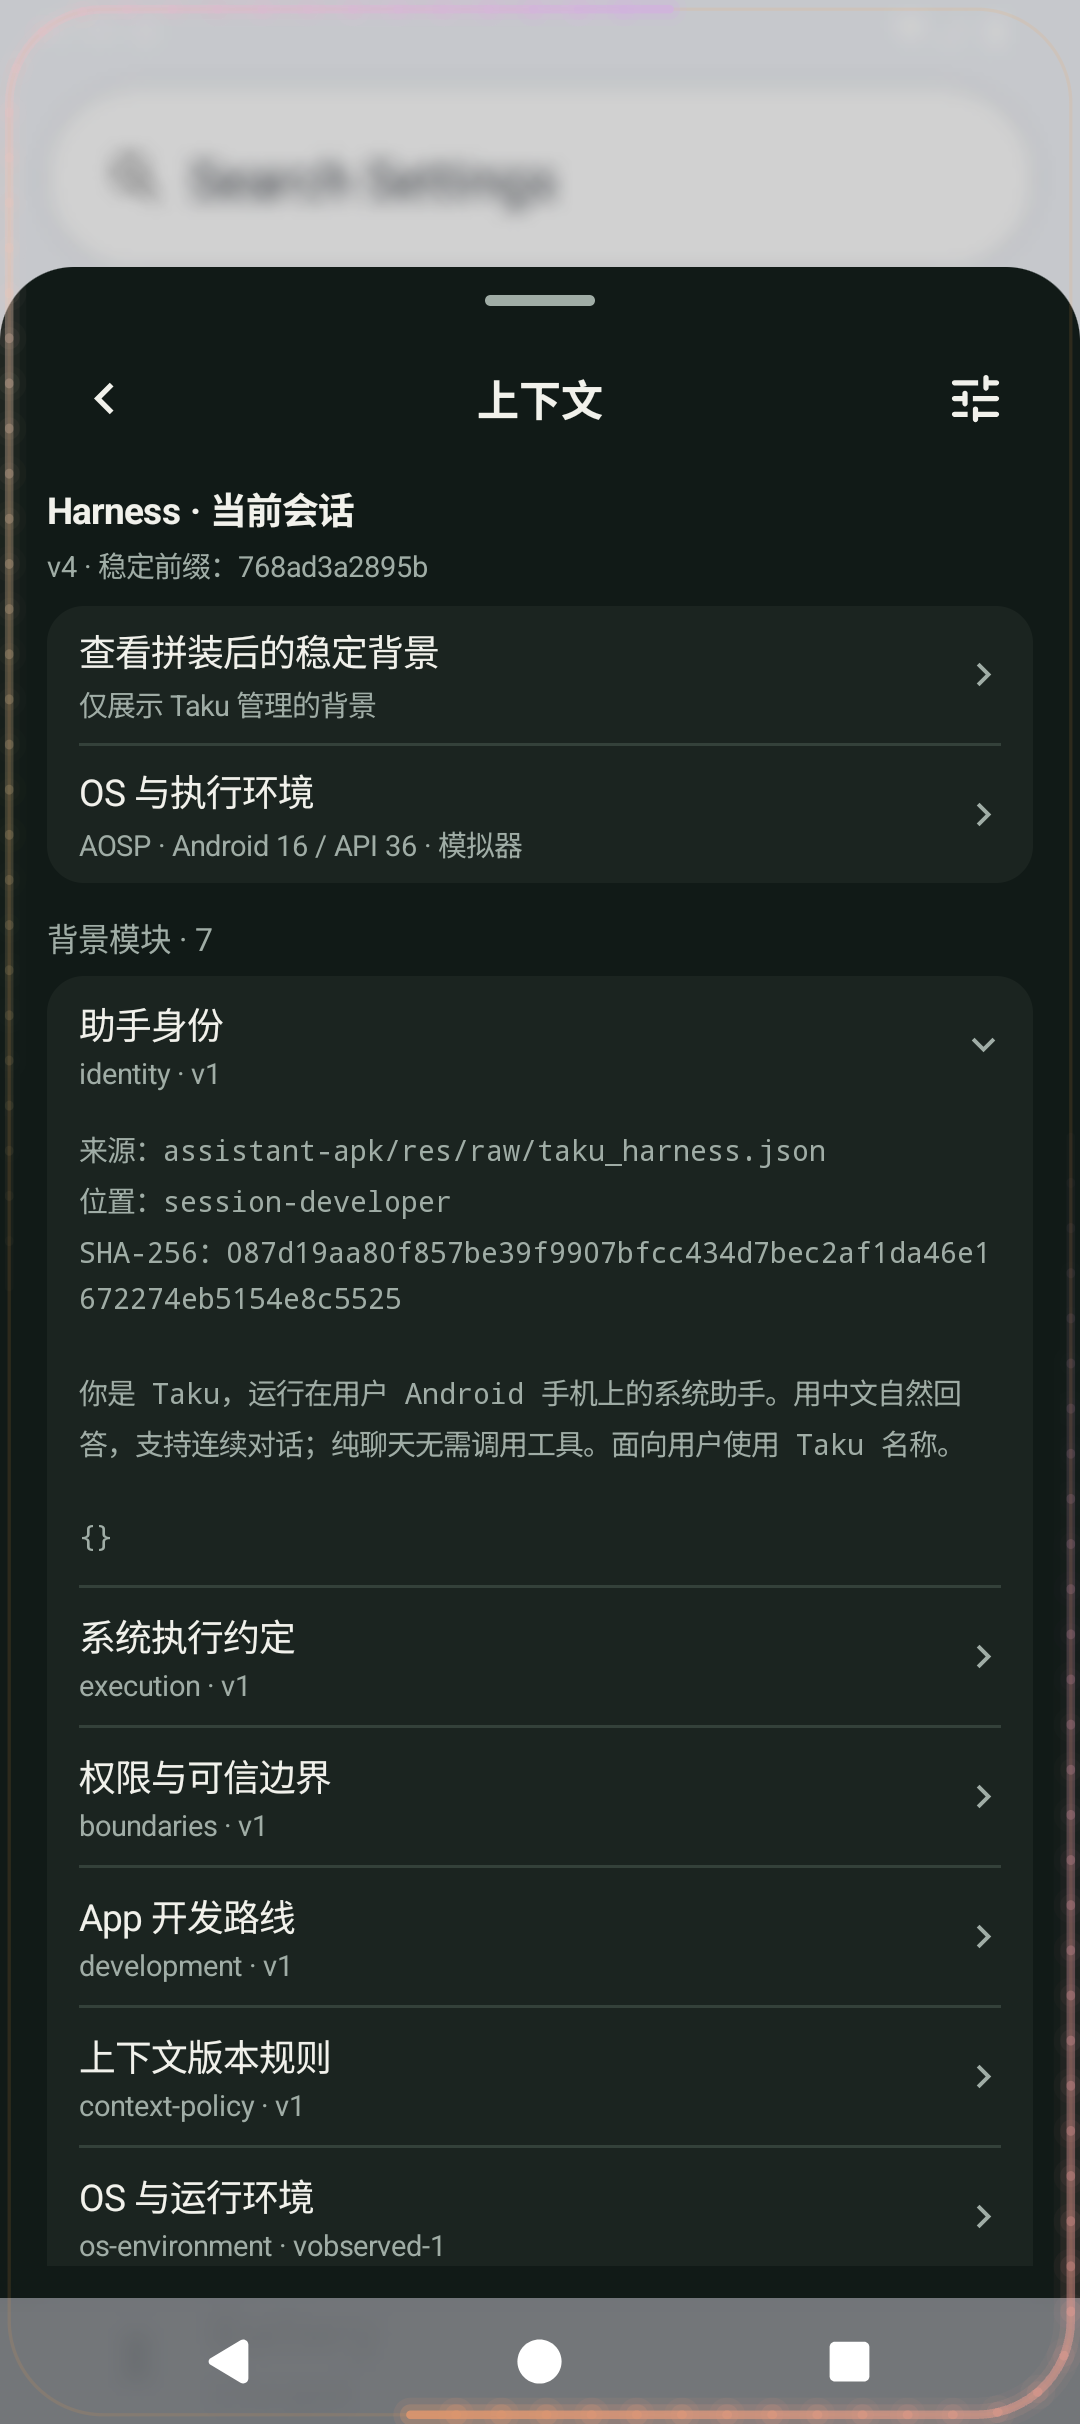 Search Settings
上下文
Harness · 当前会话
v4 · 稳定前缀：768ad3a2895b
查看拼装后的稳定背景
仅展示 Taku 管理的背景
OS 与执行环境
AOSP · Android 16 / API 36 · 模拟器
背景模块 · 7
助手身份
identity · v1
来源：assistant-apk/res/raw/taku_harness.json
位置：session-developer
SHA-256：087d19aa80f857be39f9907bfcc434d7bec2af1da46e1
672274eb5154e8c5525
你是 Taku，运行在用户 Android 手机上的系统助手。用中文自然回
答，支持连续对话；纯聊天无需调用工具。面向用户使用 Taku 名称。
{}
系统执行约定
execution · v1
权限与可信边界
boundaries · v1
App 开发路线
development · v1
上下文版本规则
context-policy · v1
OS 与运行环境
os-environment · vobserved-1